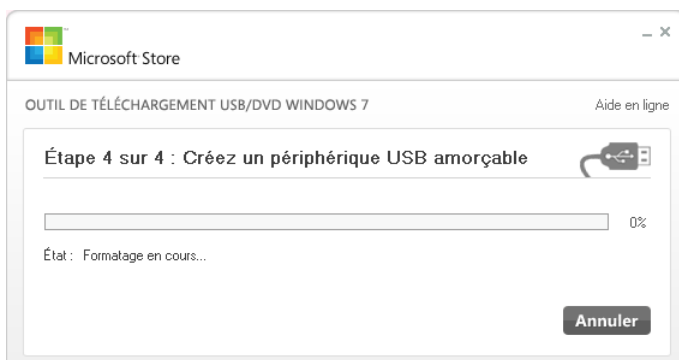 Microsoft Store
OUTIL DE TÉLÉCHARGEMENT USB/DVD WINDOWS 7
Aide en ligne
Étape 4 sur 4 : Créez un périphérique USB amorçable
0%
État : Formatage en cours...
Annuler